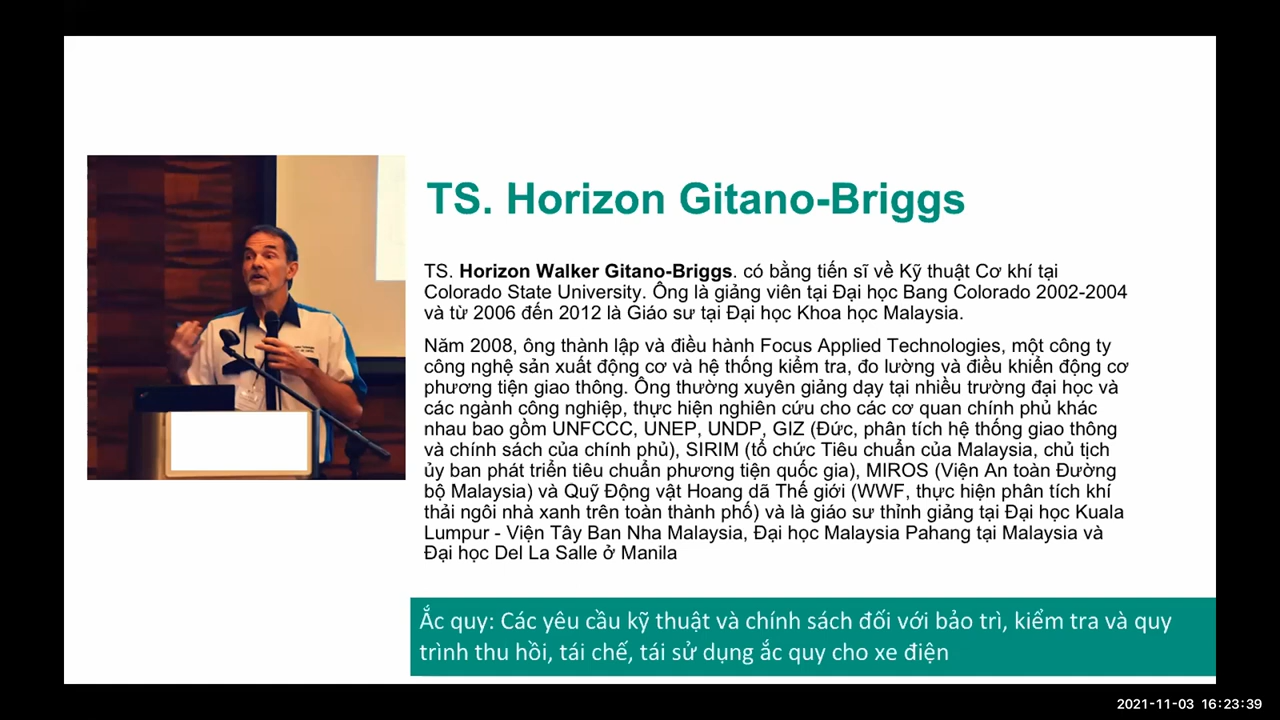 TS. Horizon Gitano-Briggs
TS. Horizon Walker Gitano-Briggs. có bằng tiến sĩ về Kỹ thuật Cơ khí tại
Colorado State University. Ông là giảng viên tại Đại học Bang Colorado 2002-2004
và từ 2006 đến 2012 là Giáo sư tại Đại học Khoa học Malaysia.
Năm 2008, ông thành lập và điều hành Focus Applied Technologies, một công ty
công nghệ sản xuất động cơ và hệ thống kiểm tra, đo lường và điều khiển động cơ
phương tiện giao thông. Ông thường xuyên giảng dạy tại nhiều trường đại học và
các ngành công nghiệp, thực hiện nghiên cứu cho các cơ quan chính phủ khác
nhau bao gồm UNFCCC, UNEP, UNDP, GIZ (Đức, phân tích hệ thống giao thông
và chính sách của chính phủ), SIRIM (tổ chức Tiêu chuẩn của Malaysia, chủ tịch
ủy ban phát triển tiêu chuẩn phương tiện quốc gia), MIROS (Viện An toàn Đường
bộ Malaysia) và Quỹ Động vật Hoang dã Thế giới (WWF, thực hiện phân tích khí
thải ngôi nhà xanh trên toàn thành phố) và là giáo sư thỉnh giảng tại Đại học Kuala
Lumpur - Viện Tây Ban Nha Malaysia, Đại học Malaysia Pahang tại Malaysia và
Đại học Del La Salle ở Manila
Ắc quy: Các yêu cầu kỹ thuật và chính sách đối với bảo trì, kiểm tra và quy
trình thu hồi, tái chế, tái sử dụng ắc quy cho xe điện
2021-11-03 16:23:39